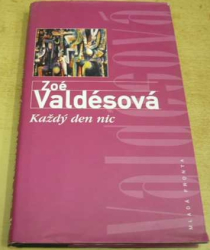 Zoé
Valdésová
Každý den nic
Valdésová
MLADÁ FRONTA